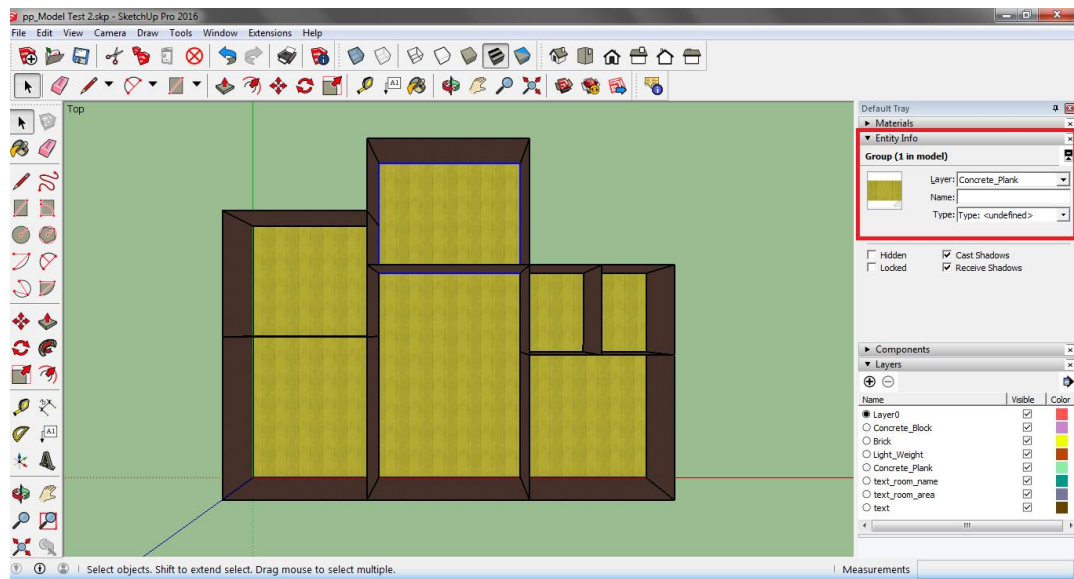 pp_Model Test 2.skp - SketchUp Pro 2016
File Edit View Camera Draw Tools Window Extensions Help
A1
Top
A1
Default Tray
Materials
Entity Info
Group (1 in model)
Layer: Concrete_Plank
Name:
Type: Type: <undefined>
Hidden Cast Shadows
Locked Receive Shadows
Components
Layers
Name Visible Color
Layer0
Concrete_Block
Brick
Light_Weight
Concrete_Plank
text_room_name
text_room_area
text
Select objects. Shift to extend select. Drag mouse to select multiple. Measurements